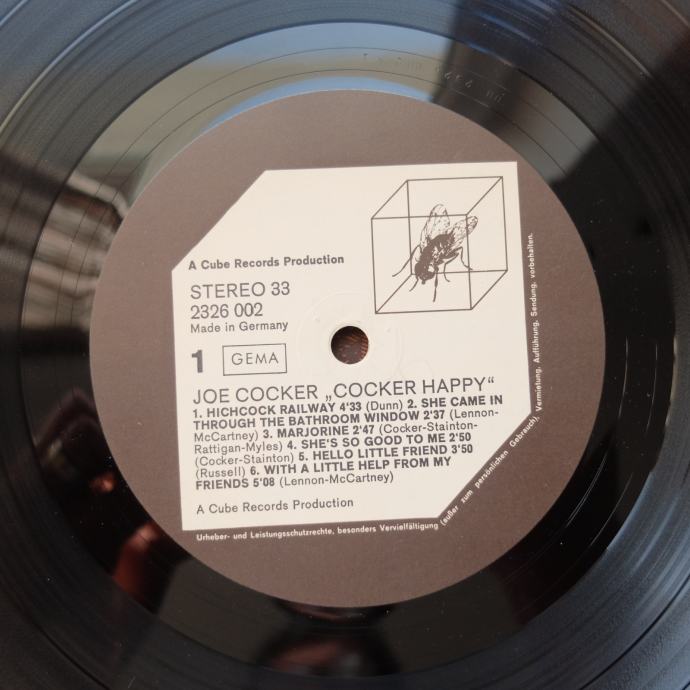 A Cube Records Production
STEREO 33
2326 002
Made in Germany
1 GEMA
JOE COCKER „COCKER HAPPY“
1. HICHCOCK RAILWAY 4'33 (Dunn) 2. SHE CAME IN
THROUGH THE BATHROOM WINDOW 2'37 (Lennon-
McCartney) 3. MARJORINE 2'47 (Cocker-Stainton-
Rattigan-Myles) 4. SHE'S SO GOOD TO ME 2'50
(Cocker-Stainton) 5. HELLO LITTLE FRIEND 3'50
(Russell) 6. WITH A LITTLE HELP FROM MY
FRIENDS 5'08 (Lennon-McCartney)
A Cube Records Production
Urheber- und Leistungsschutzrechte, besonders Vervielfältigung (außer zum persönlichen Gebrauch), Vermietung, Aufführung, Sendung, vorbehalten.